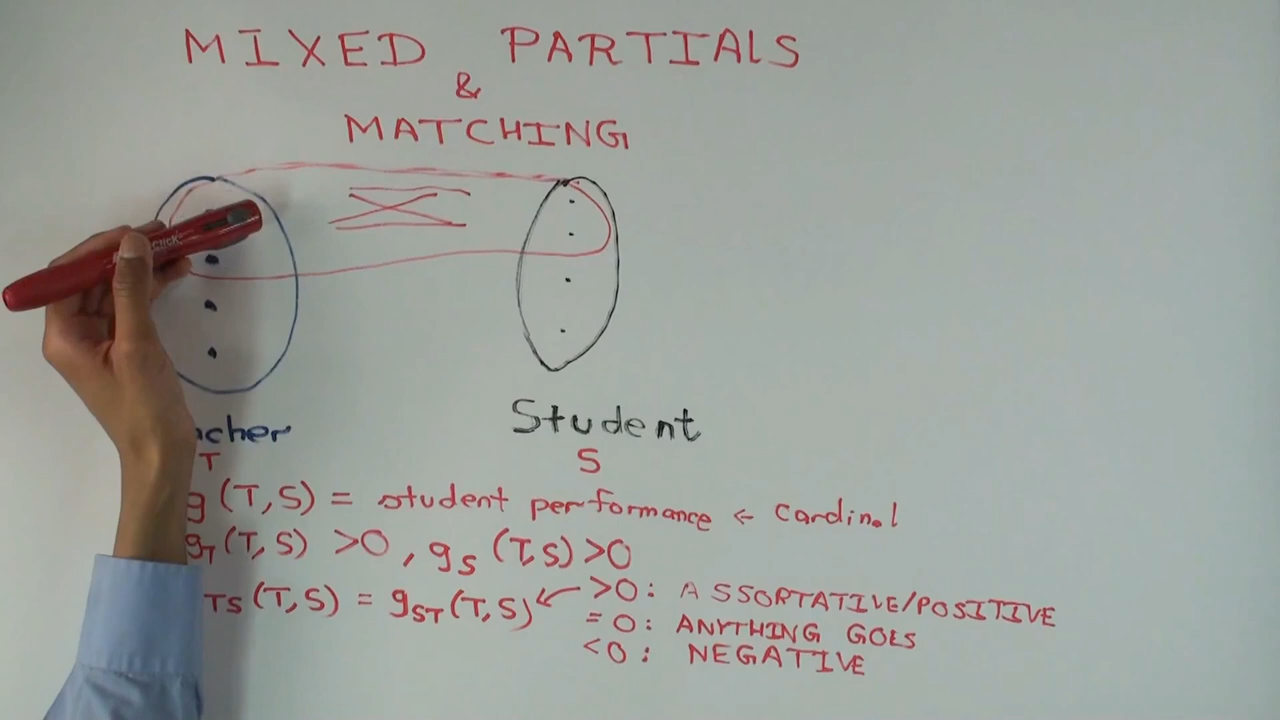 MIXED PARTIALS
&
MATCHING
Student
T
S
g(T,S) = student performance ← Cardinal
gT(T,S) >0, gS(T,S)>0
TS(T,S) = gST(T,S) ↙ >0: ASSORTATIVE/POSITIVE
=0: ANYTHING GOES
<0: NEGATIVE